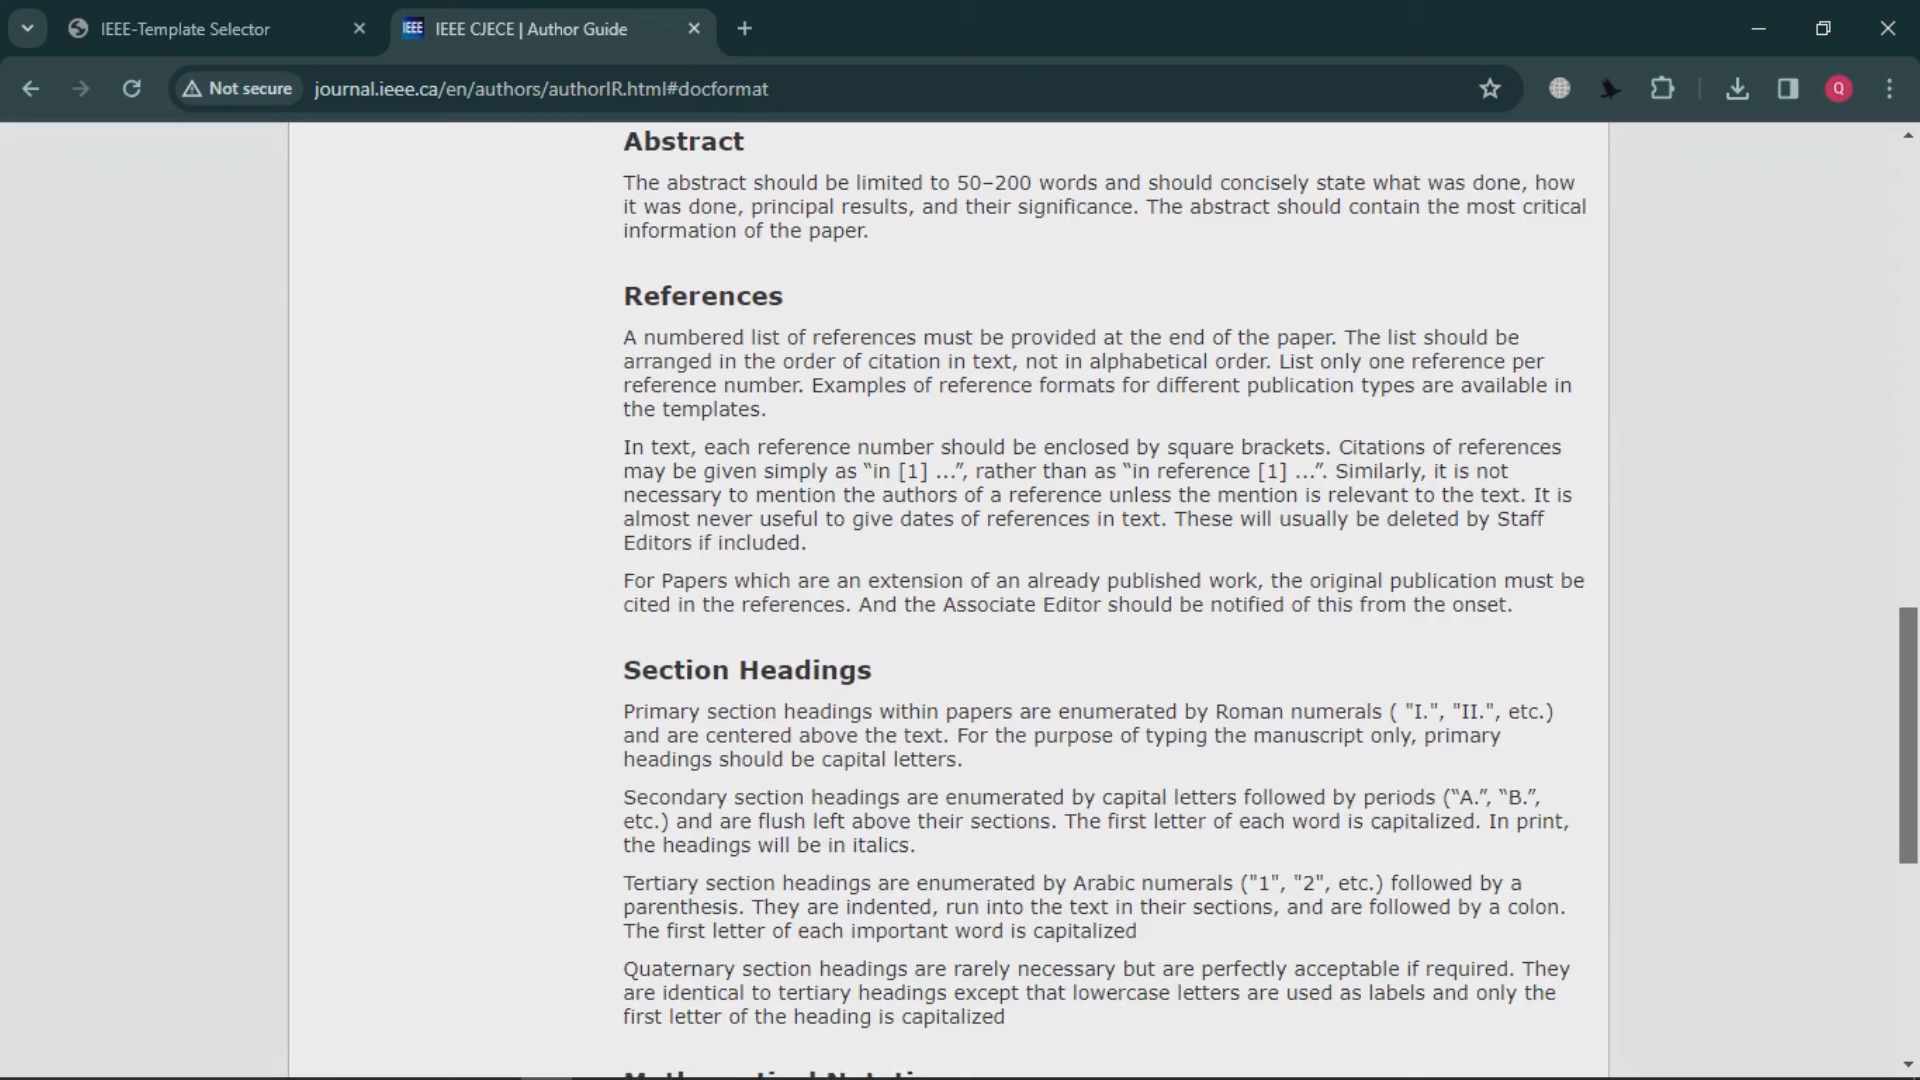 IEEE-Template Selector
IEEE CJECE | Author Guide
Not secure
journal.ieee.ca/en/authors/authorIR.html#docformat
Q
Abstract
The abstract should be limited to 50–200 words and should concisely state what was done, how
it was done, principal results, and their significance. The abstract should contain the most critical
information of the paper.
References
A numbered list of references must be provided at the end of the paper. The list should be
arranged in the order of citation in text, not in alphabetical order. List only one reference per
reference number. Examples of reference formats for different publication types are available in
the templates.
In text, each reference number should be enclosed by square brackets. Citations of references
may be given simply as “in [1] ...”, rather than as “in reference [1] ...”. Similarly, it is not
necessary to mention the authors of a reference unless the mention is relevant to the text. It is
almost never useful to give dates of references in text. These will usually be deleted by Staff
Editors if included.
For Papers which are an extension of an already published work, the original publication must be
cited in the references. And the Associate Editor should be notified of this from the onset.
Section Headings
Primary section headings within papers are enumerated by Roman numerals ( "I.", "II.", etc.)
and are centered above the text. For the purpose of typing the manuscript only, primary
headings should be capital letters.
Secondary section headings are enumerated by capital letters followed by periods (“A.”, “B.”,
etc.) and are flush left above their sections. The first letter of each word is capitalized. In print,
the headings will be in italics.
Tertiary section headings are enumerated by Arabic numerals ("1", "2", etc.) followed by a
parenthesis. They are indented, run into the text in their sections, and are followed by a colon.
The first letter of each important word is capitalized
Quaternary section headings are rarely necessary but are perfectly acceptable if required. They
are identical to tertiary headings except that lowercase letters are used as labels and only the
first letter of the heading is capitalized